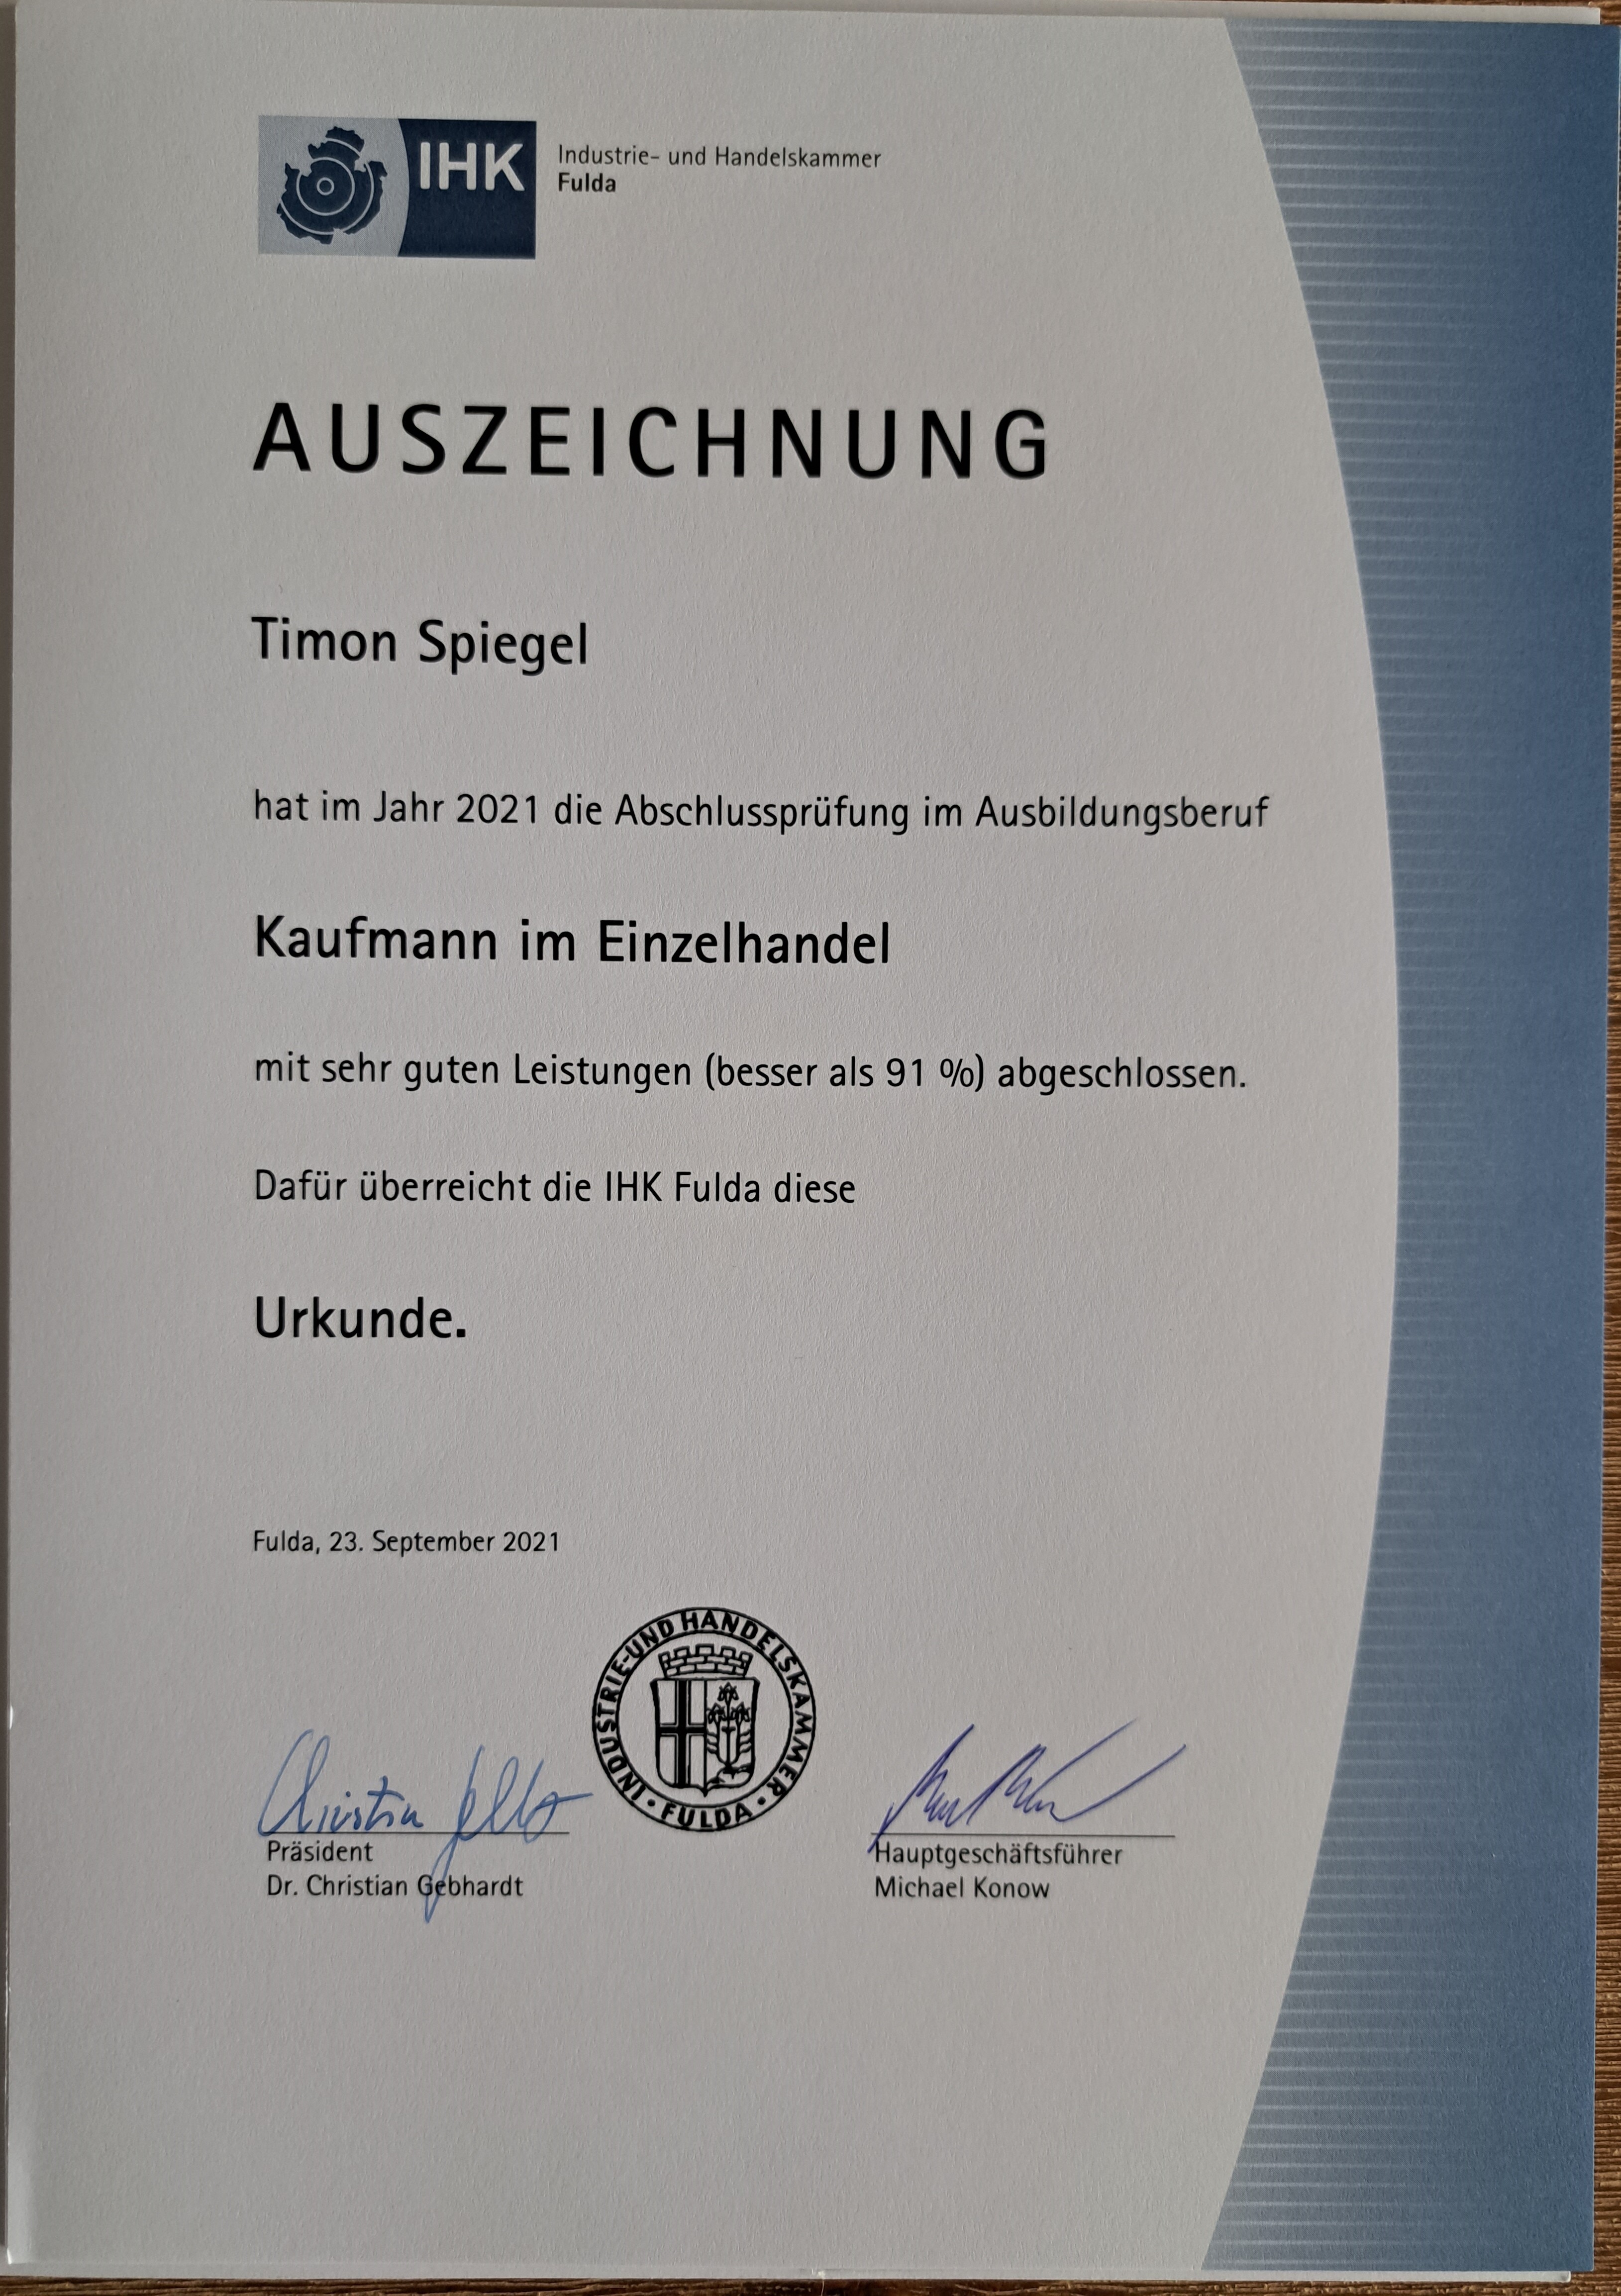 IHK
Industrie- und Handelskammer
Fulda
AUSZEICHNUNG
Timon Spiegel
hat im Jahr 2021 die Abschlussprüfung im Ausbildungsberuf
Kaufmann im Einzelhandel
mit sehr guten Leistungen (besser als 91 %) abgeschlossen.
Dafür überreicht die IHK Fulda diese
Urkunde.
Fulda, 23. September 2021
INDUSTRIE-UND HANDELSKAMMER
• FULDA •
Präsident
Dr. Christian Gebhardt
Hauptgeschäftsführer
Michael Konow